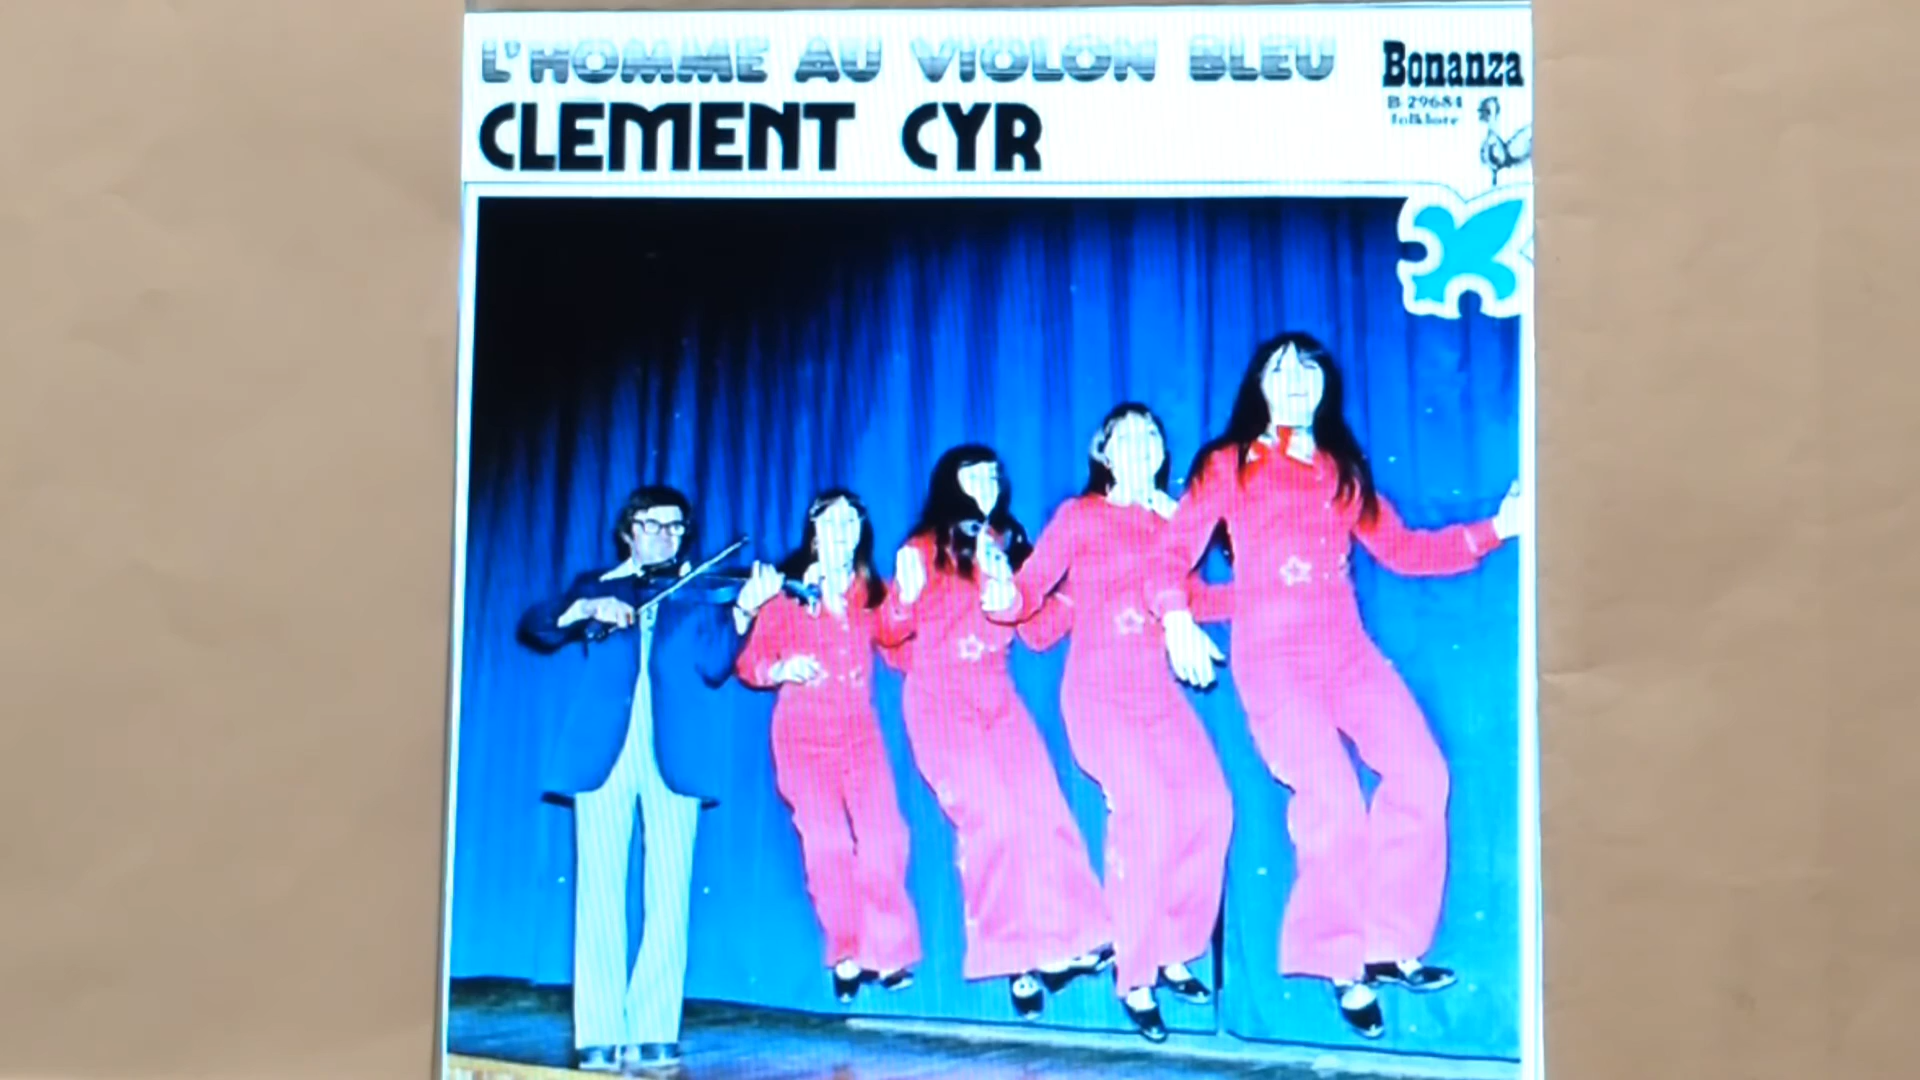 L'HOMME AU VIOLON BLEU
CLEMENT CYR
Bonanza
B-29684
folklore